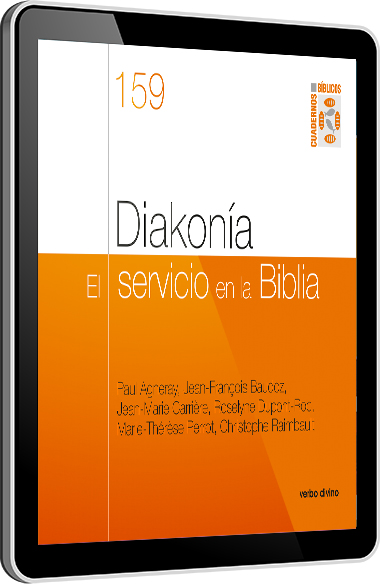 159
CUADERNOS BÍBLICOS
Diakonía
El servicio en la Biblia
Paul Agneray, Jean-François Baudoz,
Jean-Marie Carrière, Roselyne Dupont-Roc,
Marie-Thérèse Perrot, Christophe Raimbault
verbo divino